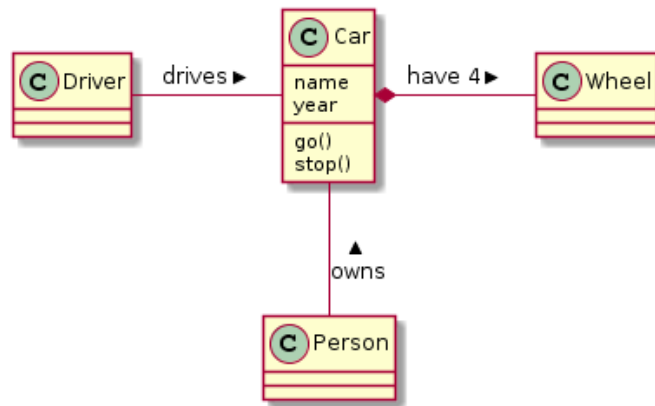 C Car
C Driver
drives ►
name
year
have 4 ►
C Wheel
go()
stop()
▲
owns
C Person